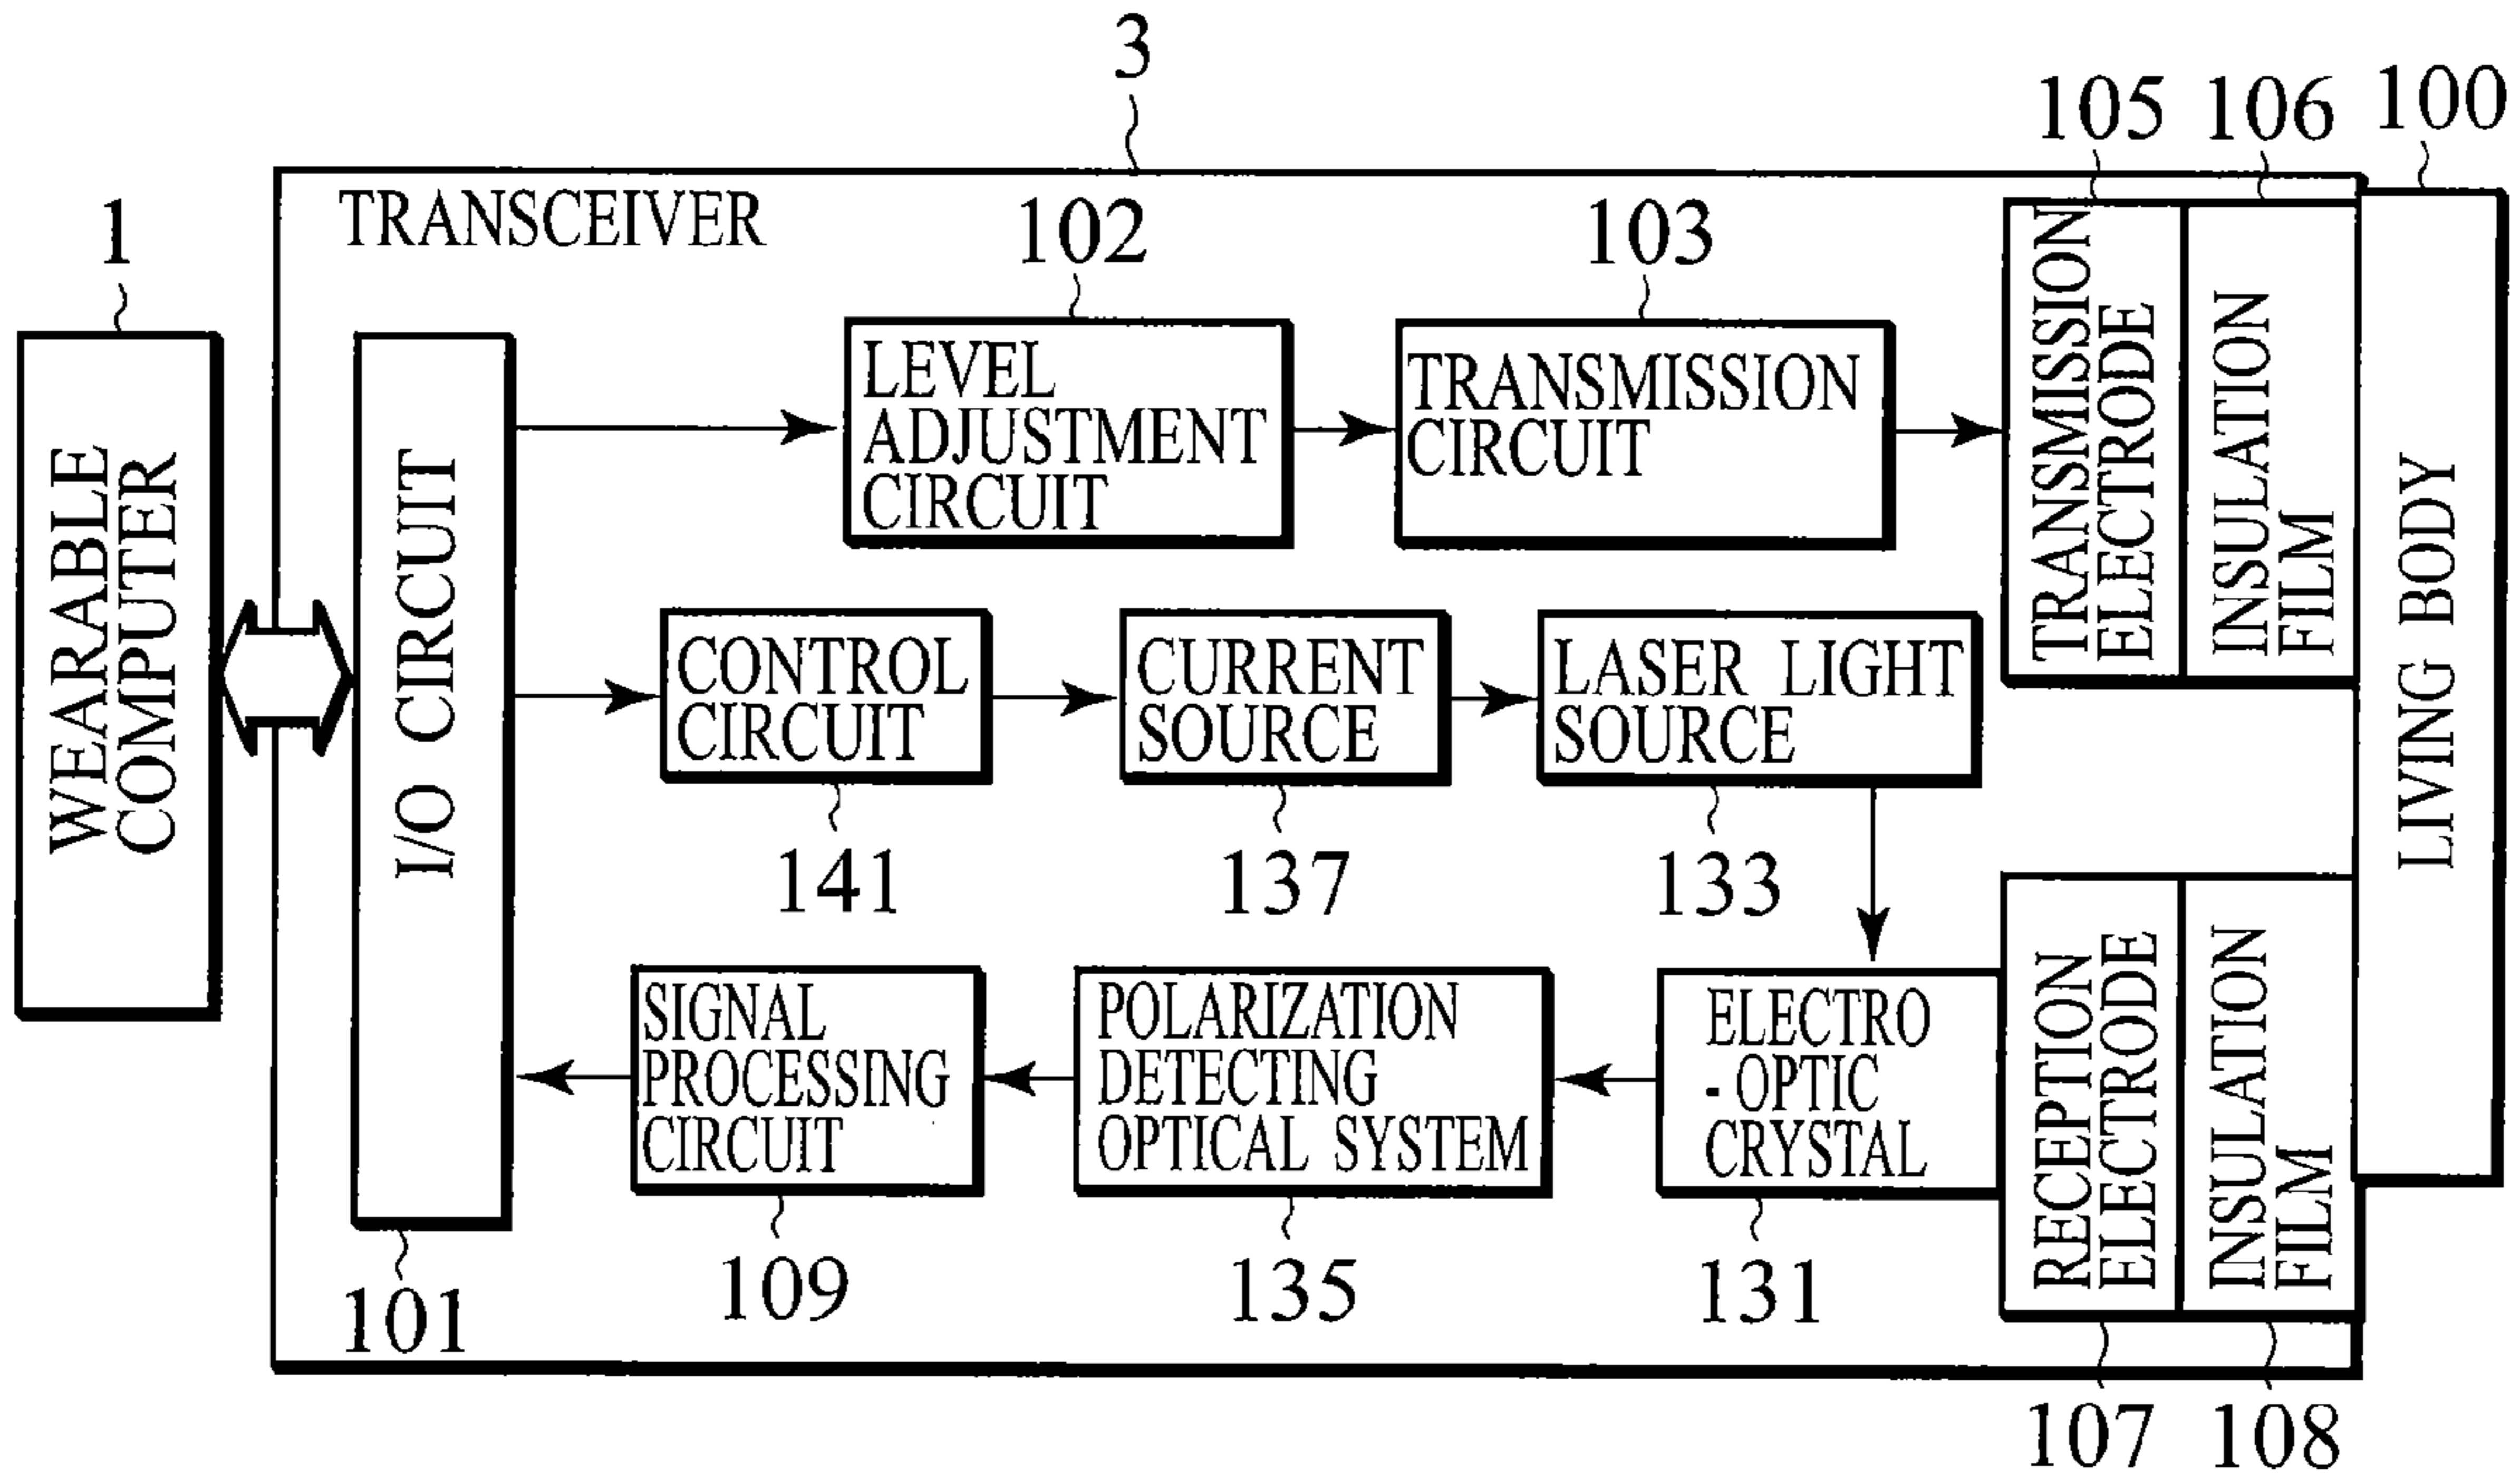 3
105
106
100
TRANSCEIVER
1
102
103
WEARABLE
COMPUTER
I/O CIRCUIT
LEVEL
ADJUSTMENT
CIRCUIT
TRANSMISSION
CIRCUIT
TRANSMISSION
ELECTRODE
INSULATION
FILM
LIVING BODY
CONTROL
CIRCUIT
CURRENT
SOURCE
LASER LIGHT
SOURCE
141
137
133
SIGNAL
PROCESSING
CIRCUIT
POLARIZATION
DETECTING
OPTICAL SYSTEM
ELECTRO
-OPTIC
CRYSTAL
RECEPTION
ELECTRODE
INSULATION
FILM
101
109
135
131
107
108